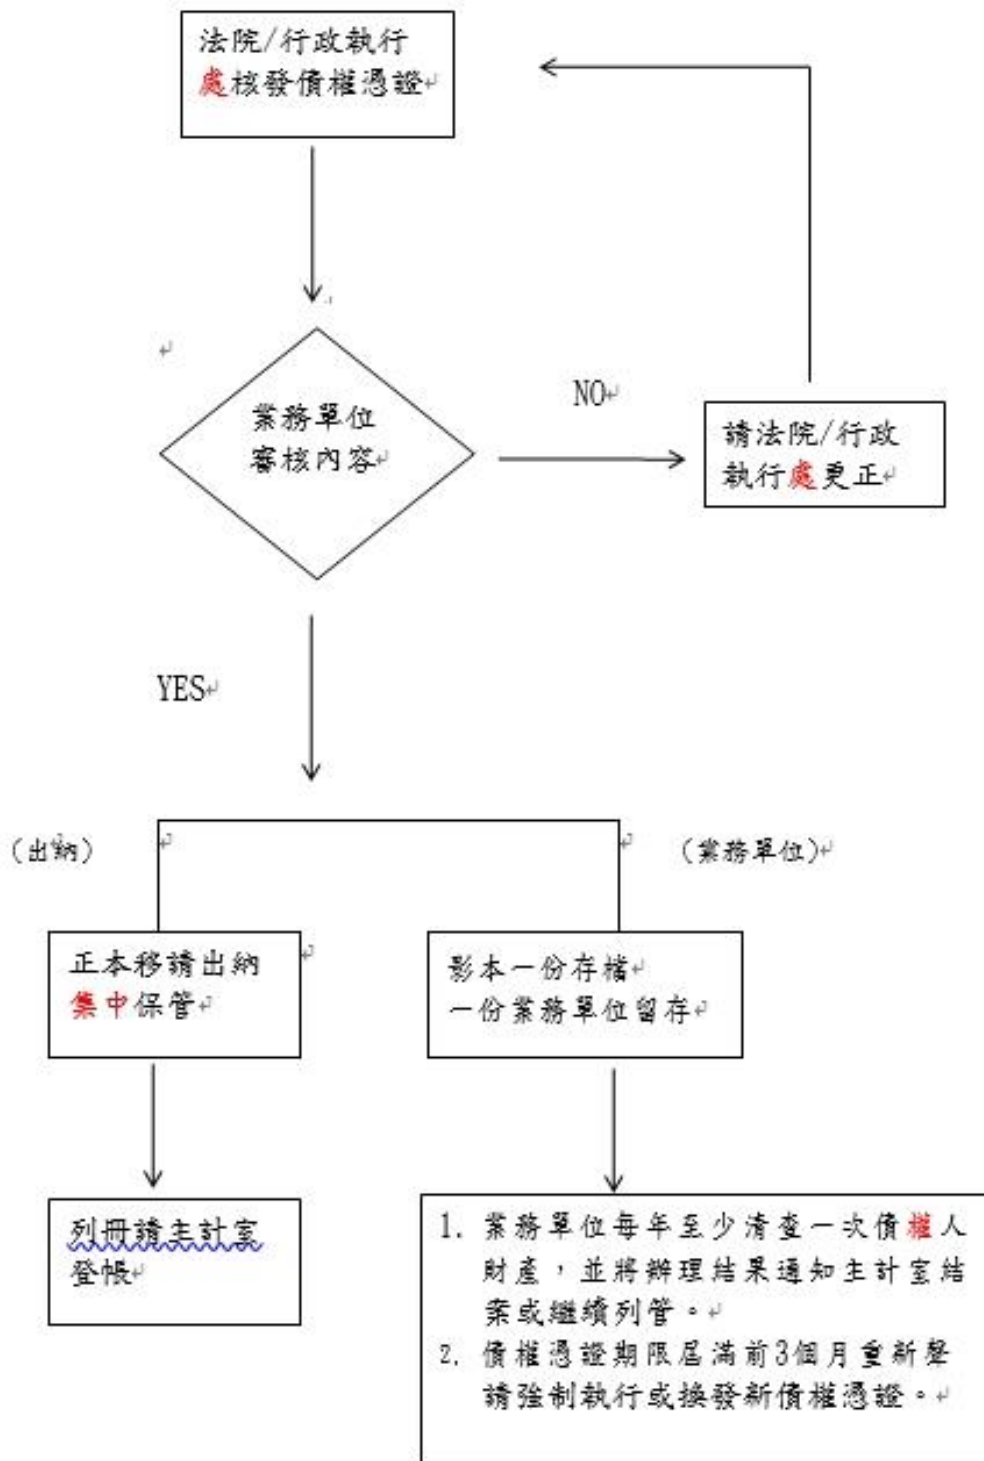 法院/行政執行
處核發債權憑證
業務單位
審核內容
NO
請法院/行政
執行處更正
YES
(出納)
(業務單位)
正本移請出納
集中保管
影本一份存檔
一份業務單位留存
列冊請主計室
登帳
1. 業務單位每年至少清查一次債權人
財產，並將辦理結果通知主計室結
案或繼續列管。
2. 債權憑證期限屆滿前3個月重新聲
請強制執行或換發新債權憑證。